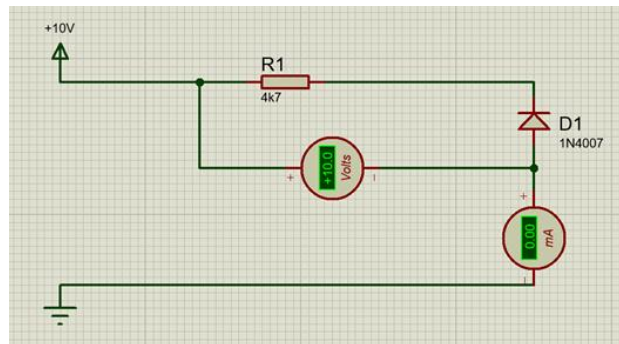 +10V
R1
4k7
D1
1N4007
+10.0
Volts
+
−
+
0.00
mA
−